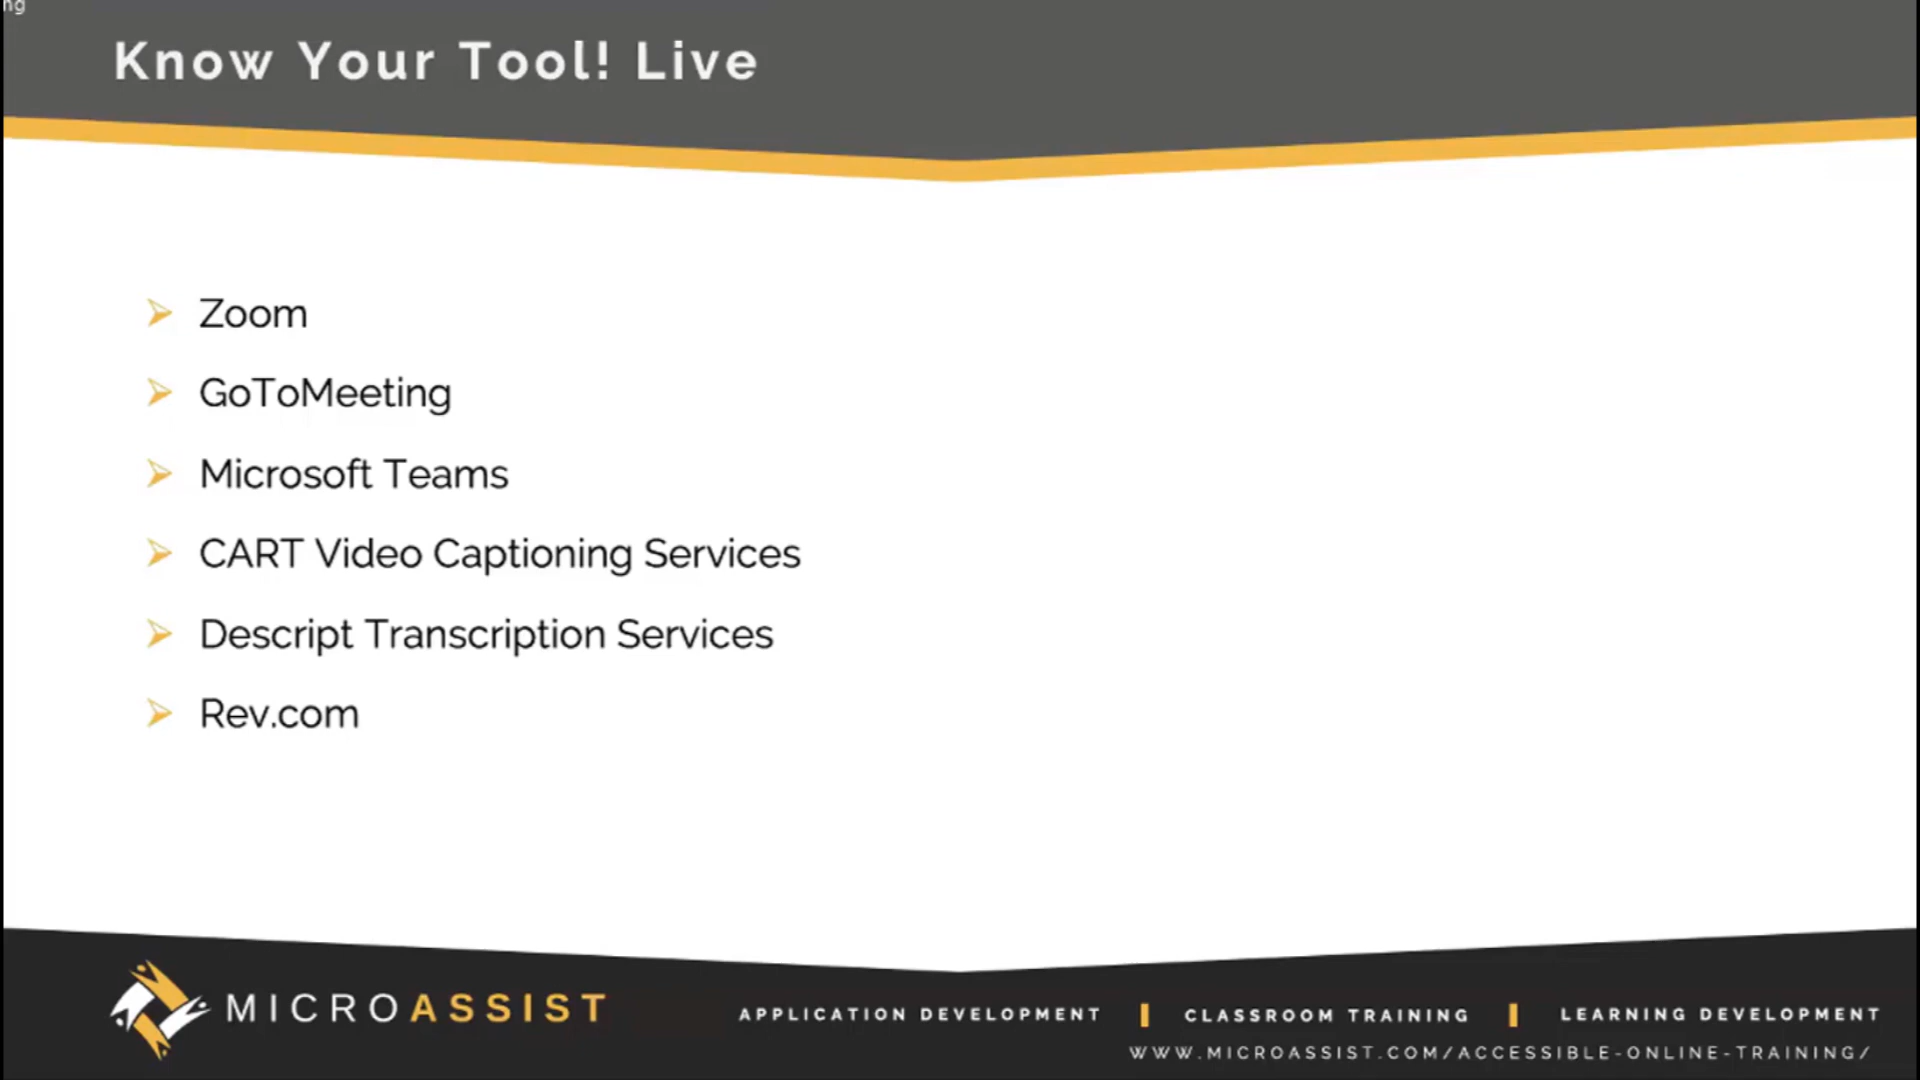 ng
Know Your Tool! Live
Zoom
GoToMeeting
Microsoft Teams
CART Video Captioning Services
Descript Transcription Services
Rev.com
MICROASSIST
APPLICATION DEVELOPMENT CLASSROOM TRAINING LEARNING DEVELOPMENT
WWW.MICROASSIST.COM/ACCESSIBLE-ONLINE-TRAINING/